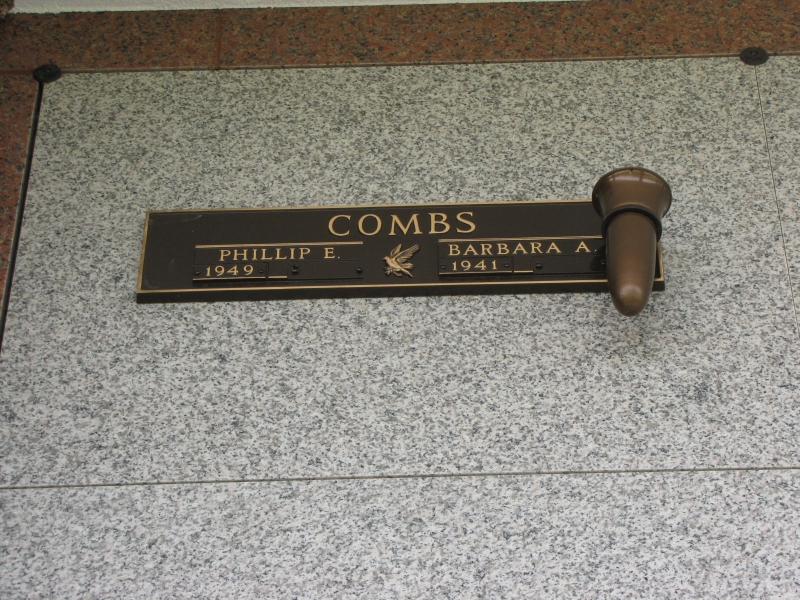 COMBS
PHILLIP E. BARBARA A.
1949 – 1941 –